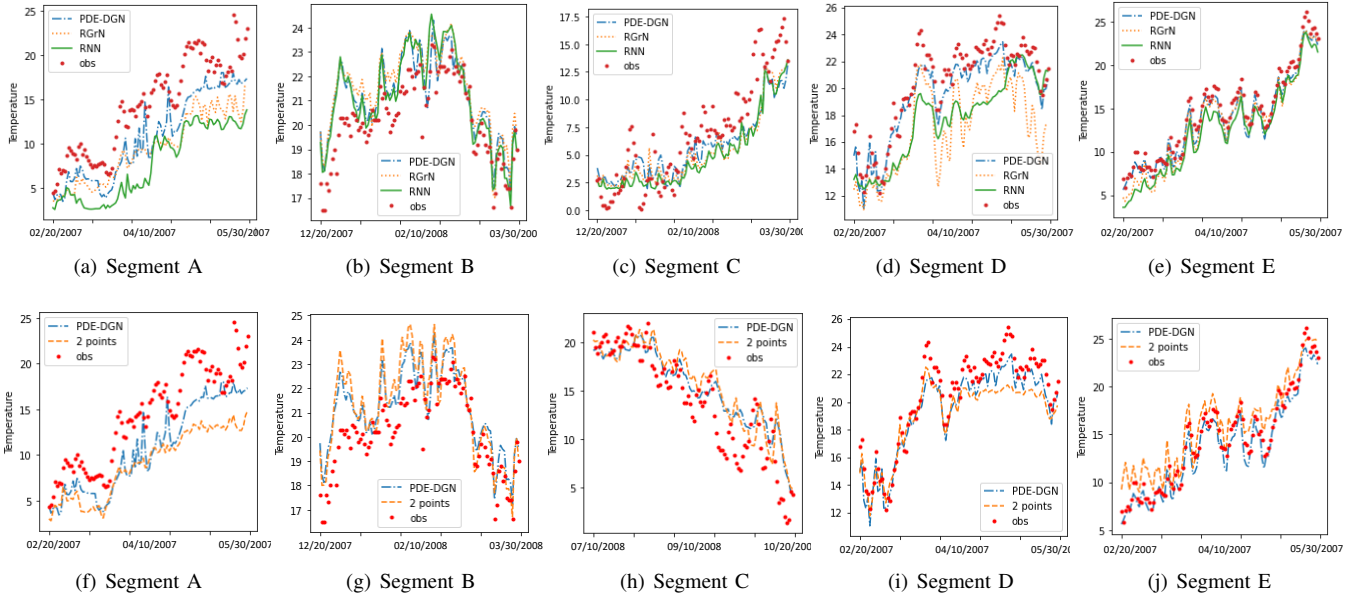 25
20
15
10
5
Temperature
PDE-DGN
RGrN
RNN
obs
02/20/2007
04/10/2007
05/30/2007
(a) Segment A
24
23
22
21
20
19
18
17
Temperature
PDE-DGN
RGrN
RNN
obs
12/20/2007
02/10/2008
03/30/2008
(b) Segment B
17.5
15.0
12.5
10.0
7.5
5.0
2.5
0.0
Temperature
PDE-DGN
RGrN
RNN
obs
12/20/2007
02/10/2008
03/30/20
(c) Segment C
26
24
22
20
18
16
14
12
Temperature
PDE-DGN
RGrN
RNN
obs
02/20/2007
04/10/2007
05/30/2007
(d) Segment D
25
20
15
10
5
Temperature
PDE-DGN
RGrN
RNN
obs
02/20/2007
04/10/2007
05/30/2007
(e) Segment E
25
20
15
10
5
Temperature
PDE-DGN
2 points
obs
02/20/2007
04/10/2007
05/30/2007
(f) Segment A
25
24
23
22
21
20
19
18
17
Temperature
PDE-DGN
2 points
obs
12/20/2007
02/10/2008
03/30/2008
(g) Segment B
20
15
10
5
Temperature
PDE-DGN
2 points
obs
07/10/2008
09/10/2008
10/20/2008
(h) Segment C
26
24
22
20
18
16
14
12
Temperature
PDE-DGN
2 points
obs
02/20/2007
04/10/2007
05/30/20
(i) Segment D
25
20
15
10
5
Temperature
PDE-DGN
2 points
obs
02/20/2007
04/10/2007
05/30/2007
(j) Segment E